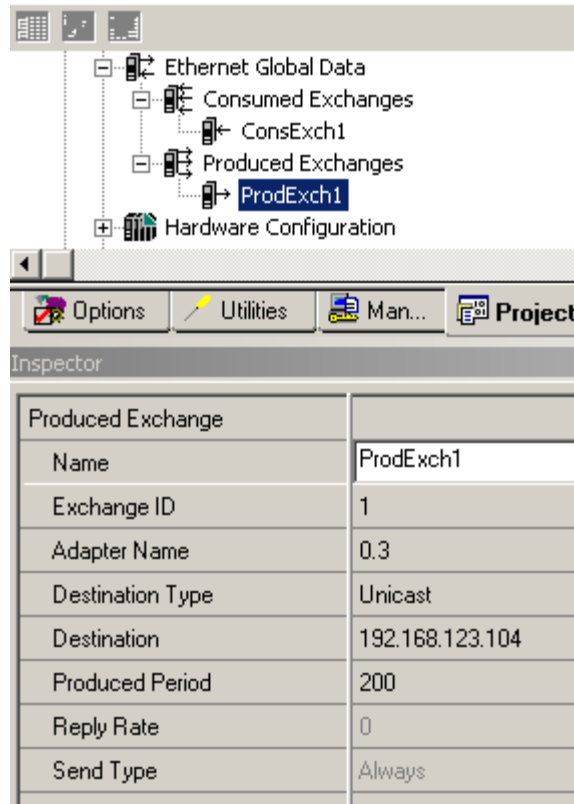 Ethernet Global Data
Consumed Exchanges
ConsExch1
Produced Exchanges
ProdExch1
Hardware Configuration
Options Utilities Man... Project
Inspector
Produced Exchange
Name ProdExch1
Exchange ID 1
Adapter Name 0.3
Destination Type Unicast
Destination 192.168.123.104
Produced Period 200
Reply Rate 0
Send Type Always